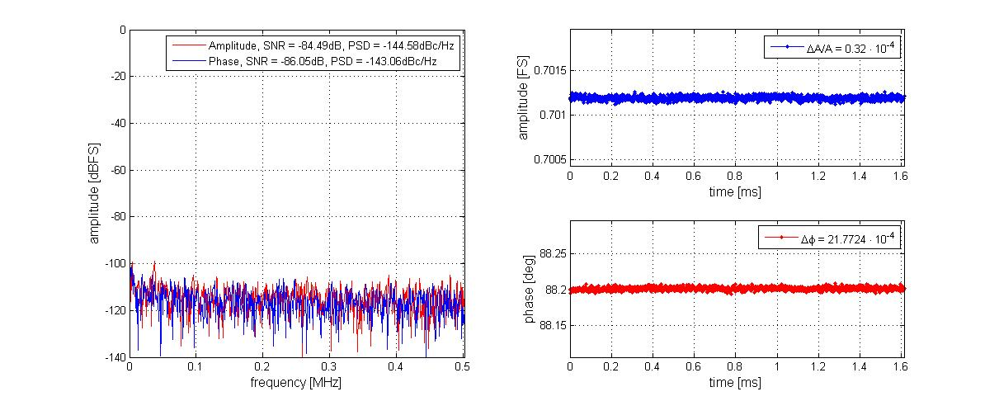 Amplitude, SNR = -84.49dB, PSD = -144.58dBc/Hz
Phase, SNR = -86.05dB, PSD = -143.06dBc/Hz
amplitude [dBFS]
0
-20
-40
-60
-80
-100
-120
-140
0 0.1 0.2 0.3 0.4 0.5
frequency [MHz]
ΔA/A = 0.32 · 10-4
amplitude [FS]
0.7015
0.701
0.7005
0 0.2 0.4 0.6 0.8 1 1.2 1.4 1.6
time [ms]
Δϕ = 21.7724 · 10-4
phase [deg]
88.25
88.2
88.15
0 0.2 0.4 0.6 0.8 1 1.2 1.4 1.6
time [ms]